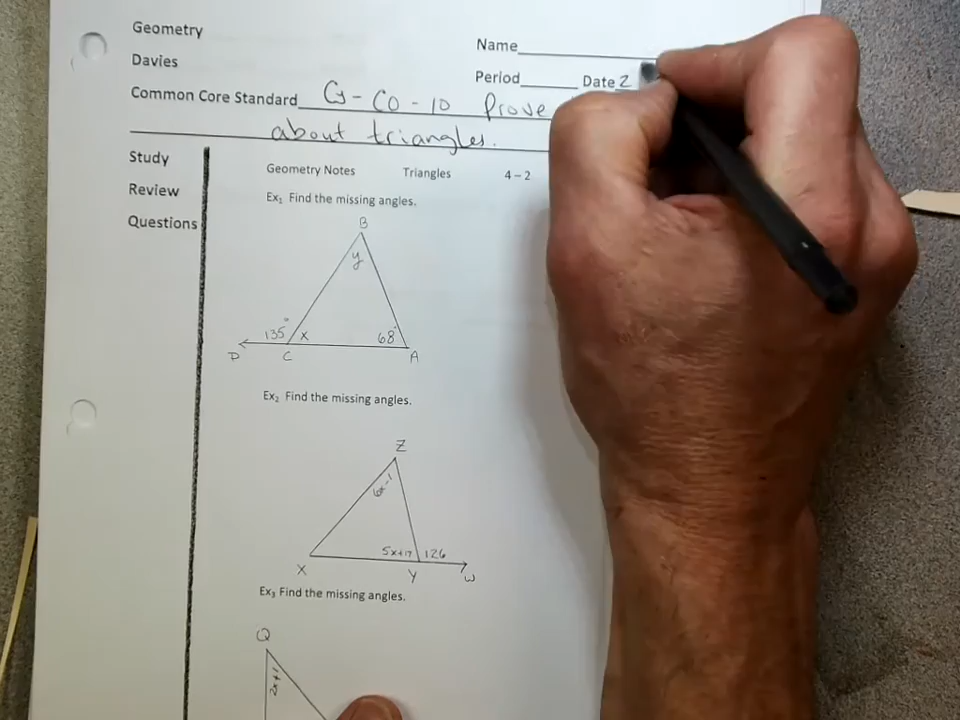 Geometry
Name
Davies
Period Date 2
Common Core Standard G - CO - 10 Prove
about triangles.
Study
Review
Questions
Geometry Notes Triangles 4 – 2
Ex1 Find the missing angles.
B
y
135° x 68°
D C A
Ex2 Find the missing angles.
Z
6x-1
5x+17 126
X Y W
Ex3 Find the missing angles.
Q
2x+1